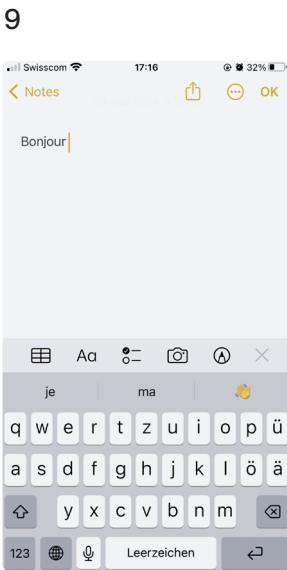 9
Swisscom 17:16 32%
Notes OK
Bonjour
Aa
je ma
q w e r t z u i o p ü
a s d f g h j k l ö ä
y x c v b n m
123 Leerzeichen